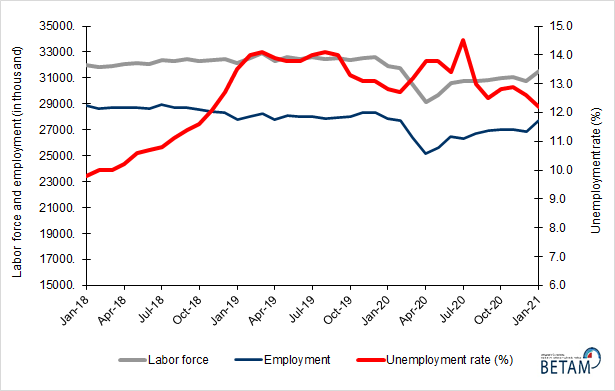 Labor force and employment (in thousand)
35000.
33000.
31000.
29000.
27000.
25000.
23000.
21000.
19000.
17000.
15000.
15.0
14.0
13.0
12.0
11.0
10.0
9.0
8.0
7.0
6.0
Unemployment rate (%)
Jan-18
Apr-18
Jul-18
Oct-18
Jan-19
Apr-19
Jul-19
Oct-19
Jan-20
Apr-20
Jul-20
Oct-20
Jan-21
Labor force Employment Unemployment rate (%)
BETAM